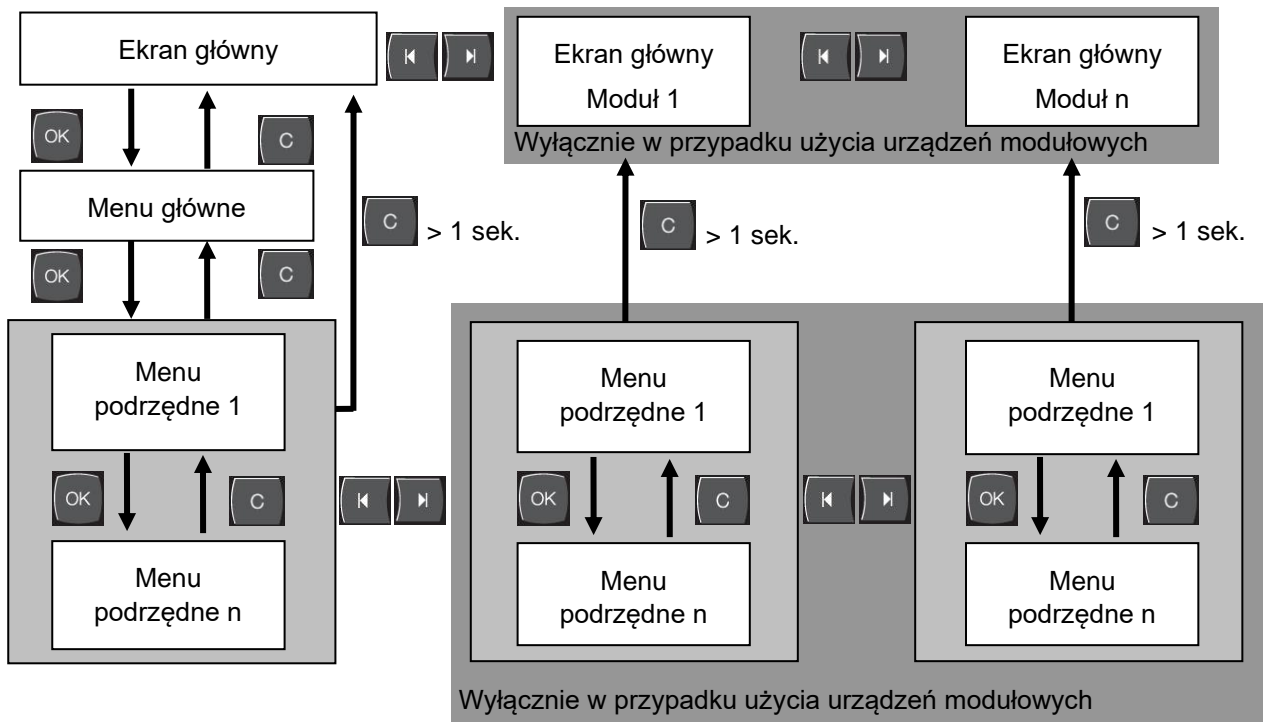 Ekran główny
Ekran główny
Moduł 1
Ekran główny
Moduł n
Wyłącznie w przypadku użycia urządzeń modułowych
OK
C
Menu główne
C
> 1 sek.
C
> 1 sek.
C
> 1 sek.
OK
C
Menu
podrzędne 1
OK
C
Menu
podrzędne n
Menu
podrzędne 1
OK
C
Menu
podrzędne n
Menu
podrzędne 1
OK
C
Menu
podrzędne n
Wyłącznie w przypadku użycia urządzeń modułowych